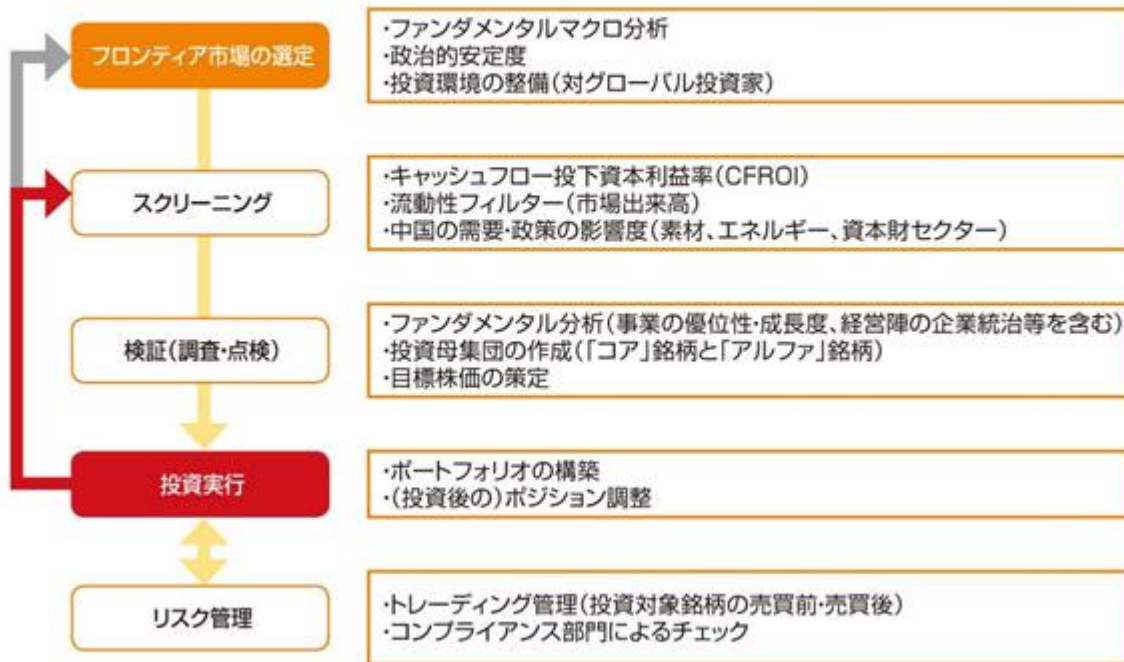 フロンティア市場の選定
・ファンダメンタルマクロ分析
・政治的安定度
・投資環境の整備(対グローバル投資家)
スクリーニング
・キャッシュフロー投下資本利益率(CFROI)
・流動性フィルター(市場出来高)
・中国の需要・政策の影響度(素材、エネルギー、資本財セクター)
検証(調査・点検)
・ファンダメンタル分析(事業の優位性・成長度、経営陣の企業統治等を含む)
・投資母集団の作成(「コア」銘柄と「アルファ」銘柄)
・目標株価の策定
投資実行
・ポートフォリオの構築
・(投資後の)ポジション調整
リスク管理
・トレーディング管理(投資対象銘柄の売買前・売買後)
・コンプライアンス部門によるチェック